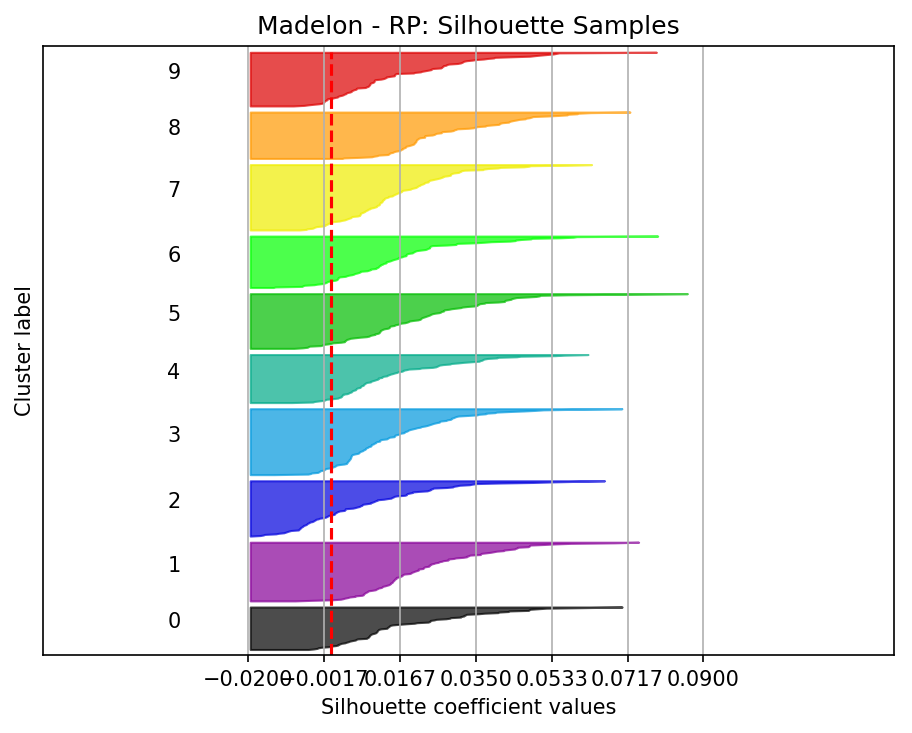 Madelon - RP: Silhouette Samples
9
8
7
6
5
4
3
2
1
0
Cluster label
−0.0200 −0.0017 0.0167 0.0350 0.0533 0.0717 0.0900
Silhouette coefficient values